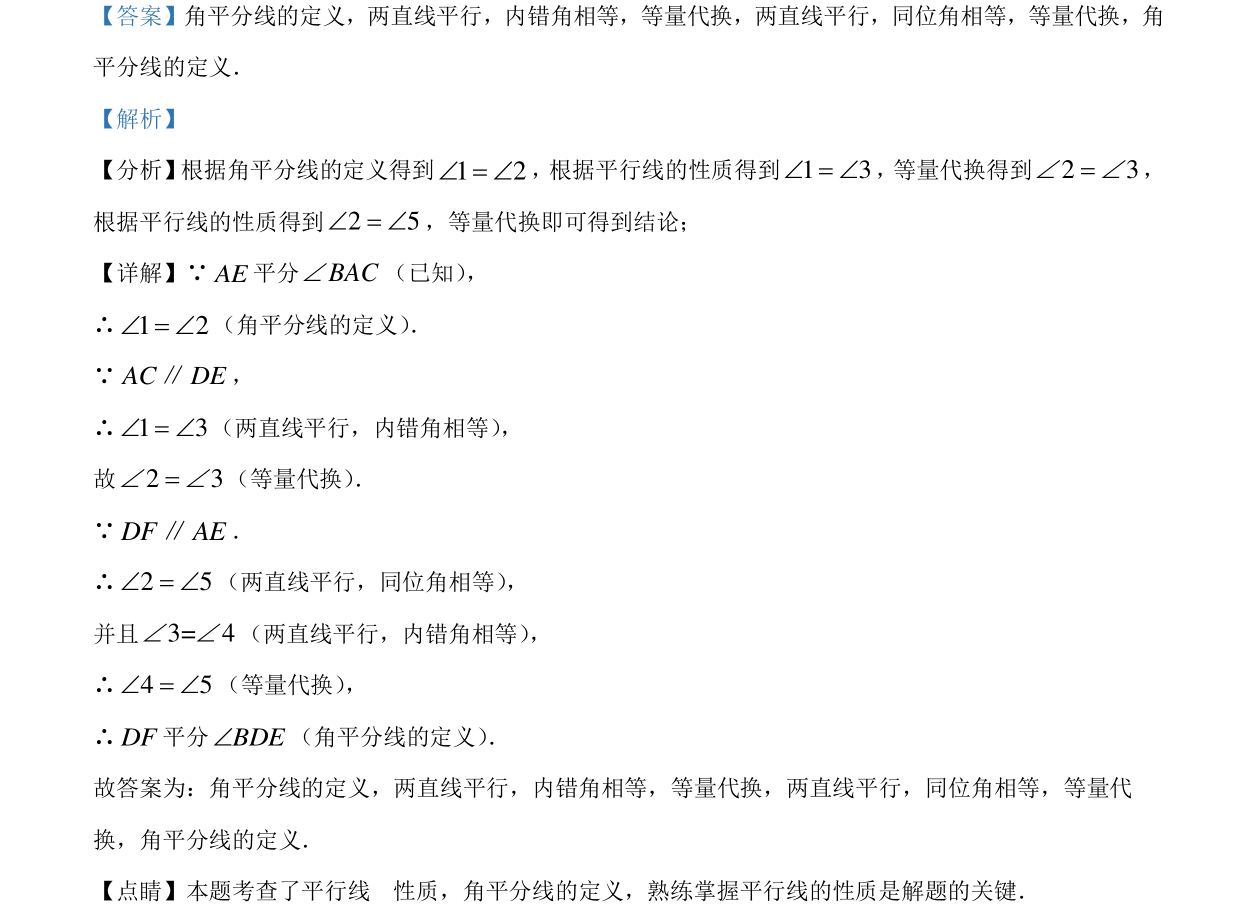 【答案】角平分线的定义，两直线平行，内错角相等，等量代换，两直线平行，同位角相等，等量代换，角
平分线的定义．
【解析】
【分析】根据角平分线的定义得到∠1=∠2，根据平行线的性质得到∠1=∠3，等量代换得到∠2=∠3，
根据平行线的性质得到∠2=∠5，等量代换即可得到结论；
【详解】∵AE平分∠BAC（已知），
∴∠1=∠2（角平分线的定义）．
∵AC∥DE，
∴∠1=∠3（两直线平行，内错角相等），
故∠2=∠3（等量代换）．
∵DF∥AE．
∴∠2=∠5（两直线平行，同位角相等），
并且∠3=∠4（两直线平行，内错角相等），
∴∠4=∠5（等量代换），
∴DF平分∠BDE（角平分线的定义）．
故答案为：角平分线的定义，两直线平行，内错角相等，等量代换，两直线平行，同位角相等，等量代
换，角平分线的定义．
【点睛】本题考查了平行线　性质，角平分线的定义，熟练掌握平行线的性质是解题的关键．